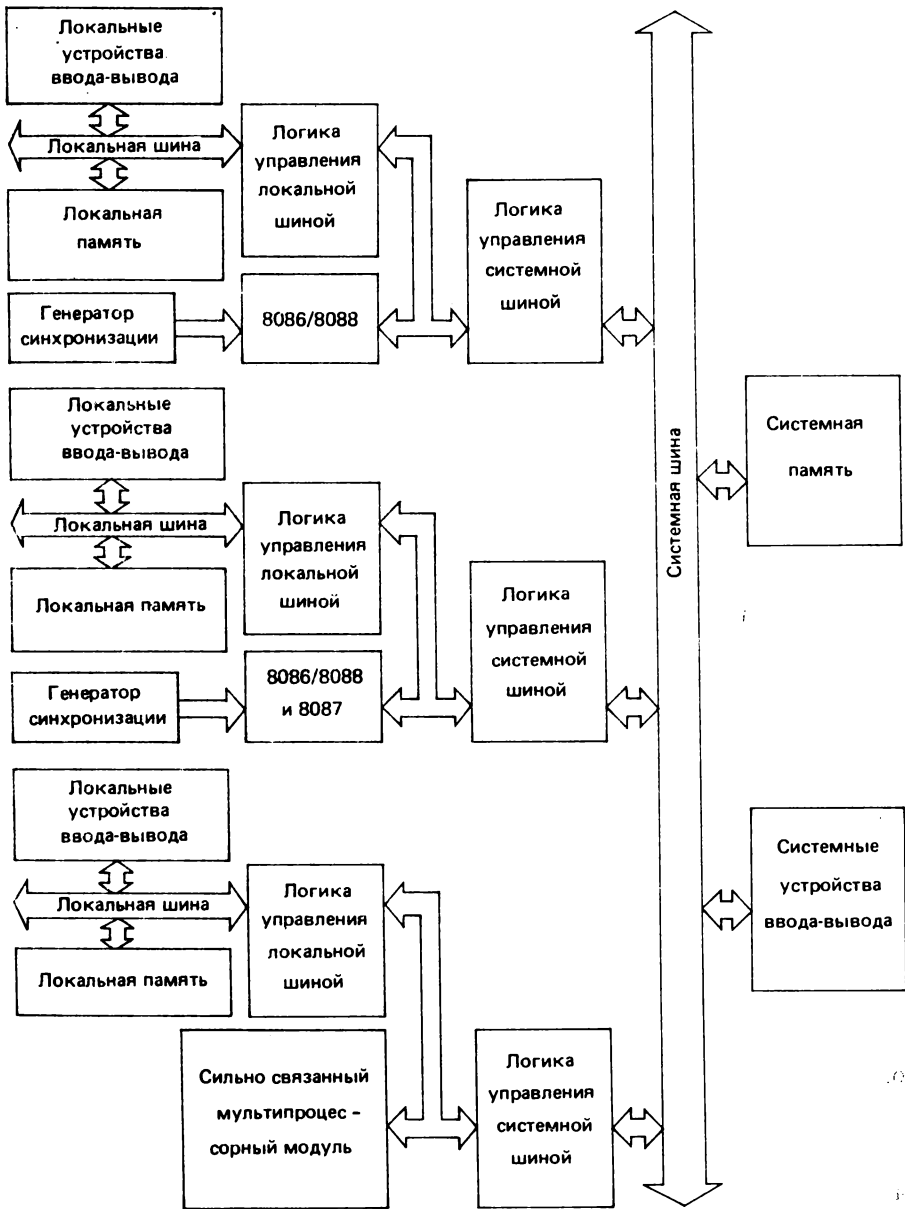 Локальные
устройства
ввода-вывода
Локальная шина
Локальная
память
Генератор
синхронизации
Логика
управления
локальной
шиной
8086/8088
Логика
управления
системной
шиной
Локальные
устройства
ввода-вывода
Локальная шина
Локальная память
Генератор
синхронизации
Логика
управления
локальной
шиной
8086/8088
и 8087
Логика
управления
системной
шиной
Локальные
устройства
ввода-вывода
Локальная шина
Локальная память
Логика
управления
локальной
шиной
Сильно связанный
мультипроцес -
сорный модуль
Логика
управления
системной
шиной
Системная шина
Системная
память
Системные
устройства
ввода-вывода